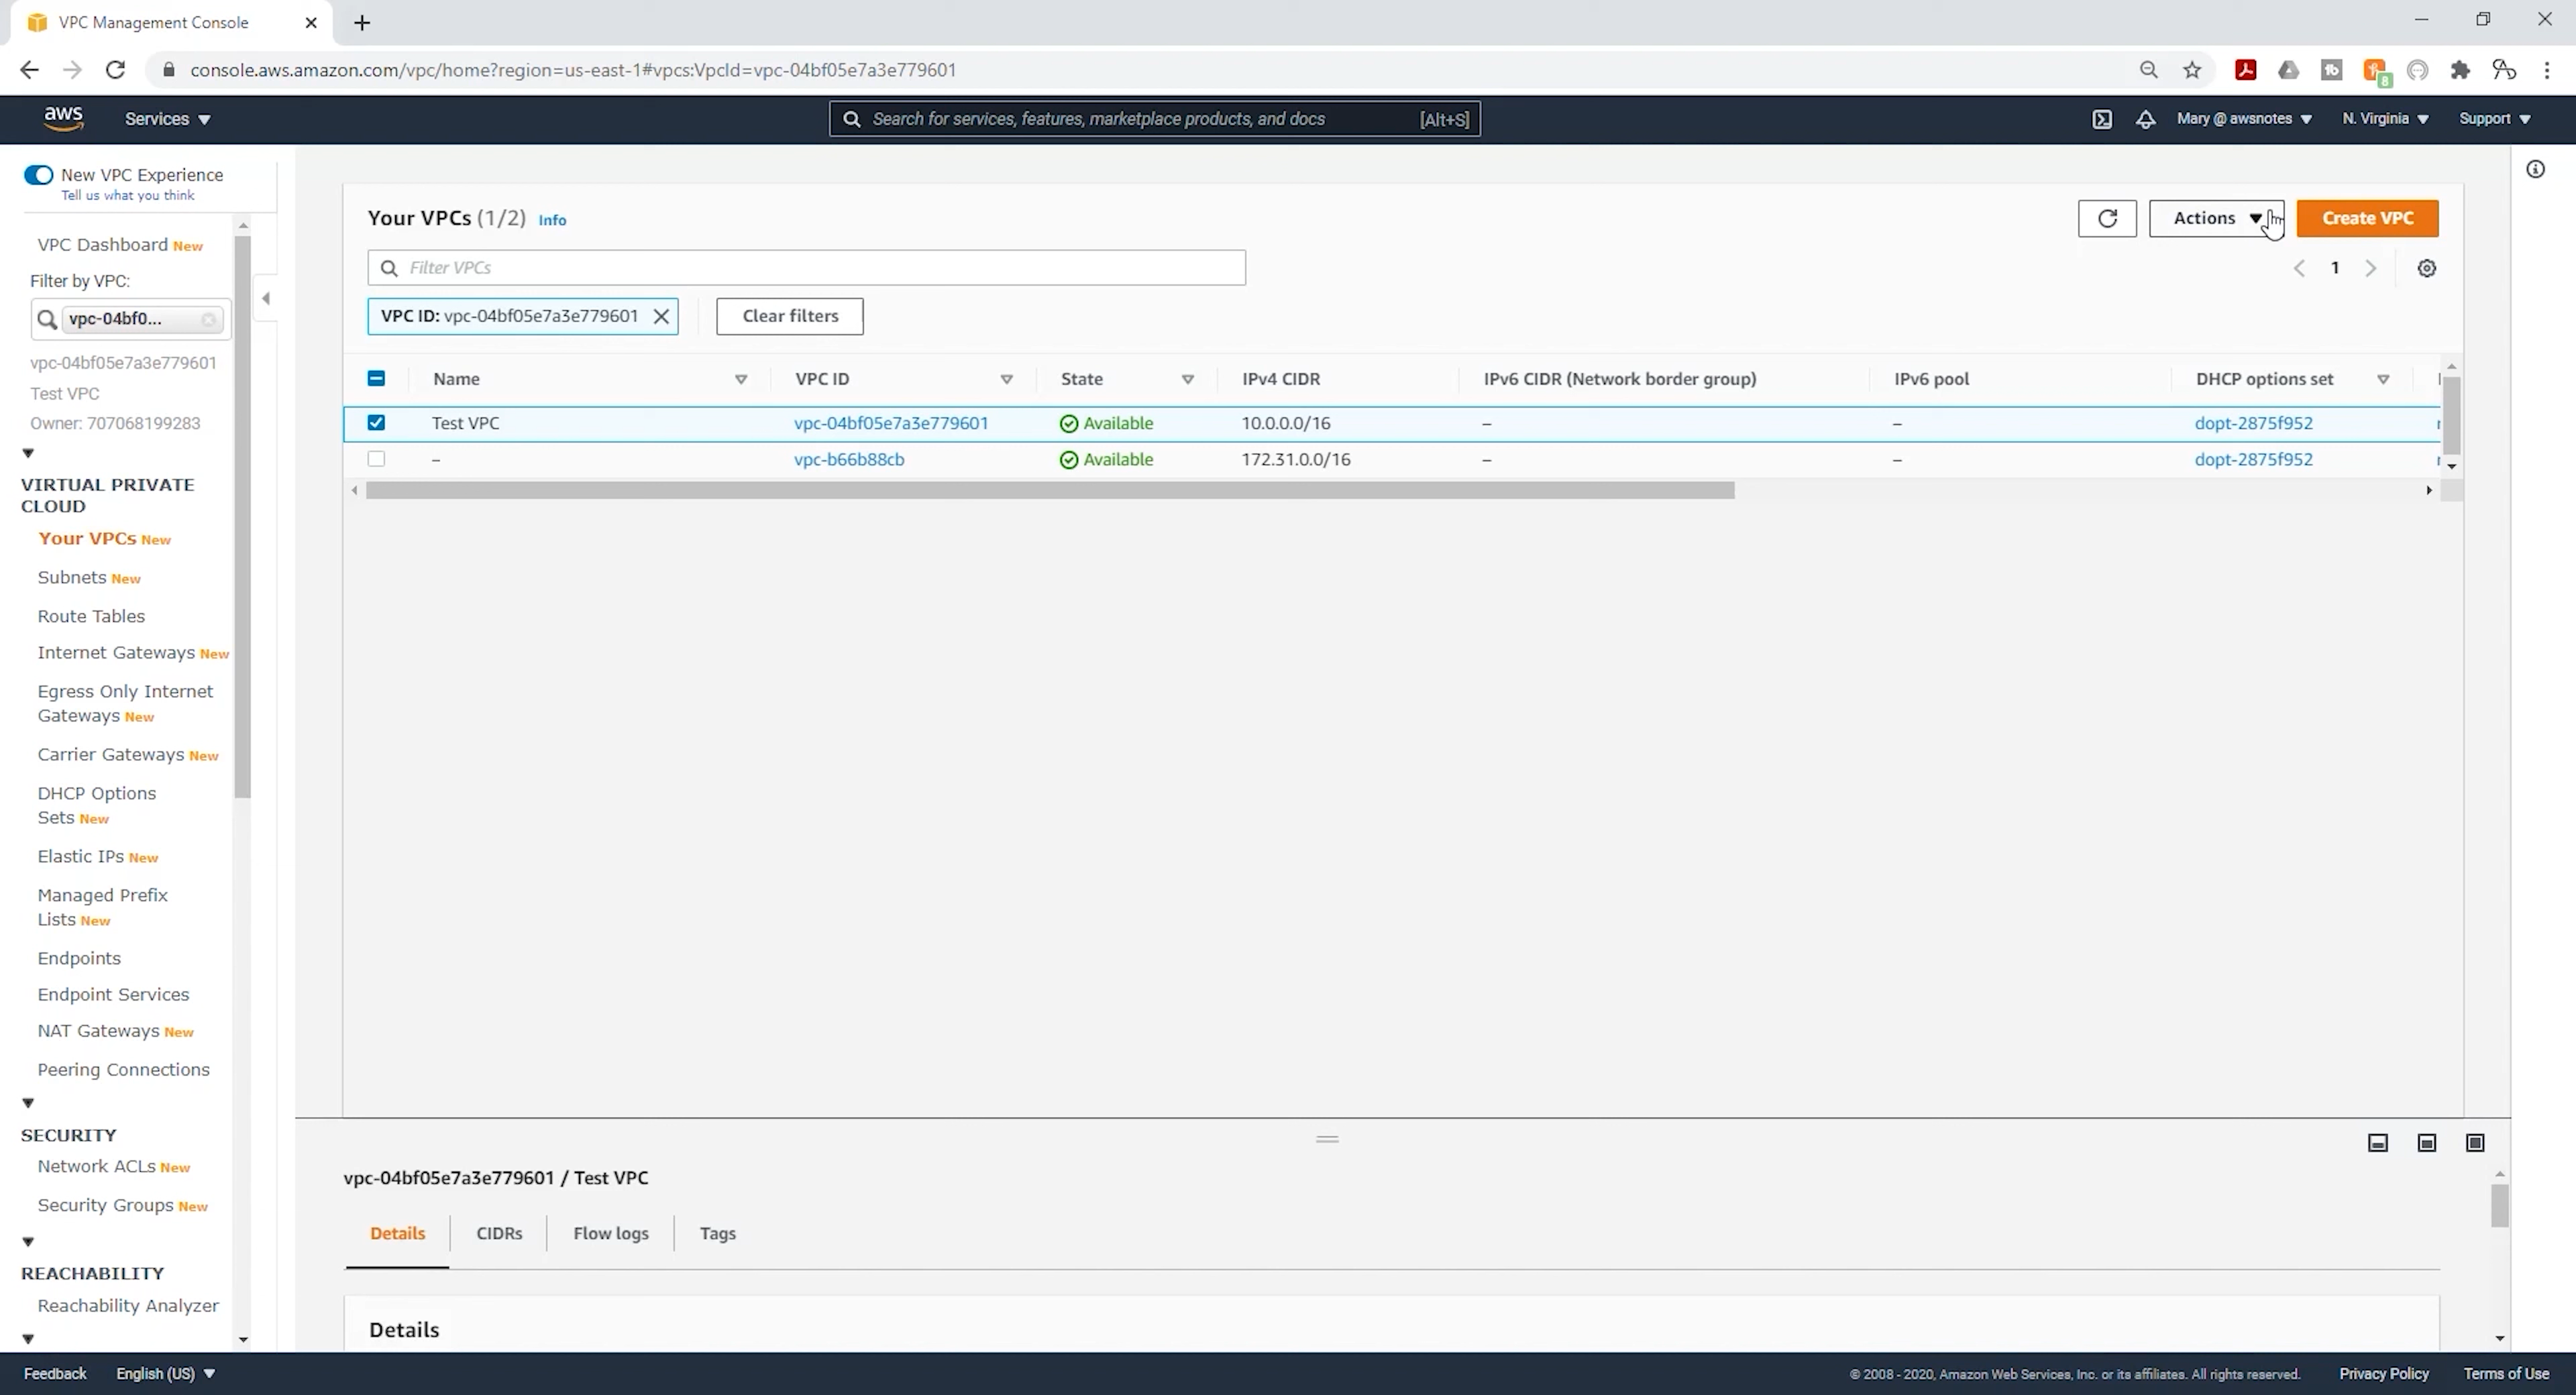 VPC Management Console
console.aws.amazon.com/vpc/home?region=us-east-1#vpcs:VpcId=vpc-04bf05e7a3e779601
8
aws Services Search for services, features, marketplace products, and docs [Alt+S] Mary @ awsnotes N. Virginia Support
New VPC Experience
Tell us what you think
VPC Dashboard New
Filter by VPC:
vpc-04bf0...
vpc-04bf05e7a3e779601
Test VPC
Owner: 707068199283
VIRTUAL PRIVATE
CLOUD
Your VPCs New
Subnets New
Route Tables
Internet Gateways New
Egress Only Internet
Gateways New
Carrier Gateways New
DHCP Options
Sets New
Elastic IPs New
Managed Prefix
Lists New
Endpoints
Endpoint Services
NAT Gateways New
Peering Connections
SECURITY
Network ACLs New
Security Groups New
REACHABILITY
Reachability Analyzer
Your VPCs (1/2) Info
Actions Create VPC
Filter VPCs
1
VPC ID: vpc-04bf05e7a3e779601 Clear filters
Name VPC ID State IPv4 CIDR IPv6 CIDR (Network border group) IPv6 pool DHCP options set
Test VPC vpc-04bf05e7a3e779601 Available 10.0.0.0/16 – – dopt-2875f952
– vpc-b66b88cb Available 172.31.0.0/16 – – dopt-2875f952
vpc-04bf05e7a3e779601 / Test VPC
Details CIDRs Flow logs Tags
Details
Feedback English (US) © 2008 - 2020, Amazon Web Services, Inc. or its affiliates. All rights reserved. Privacy Policy Terms of Use